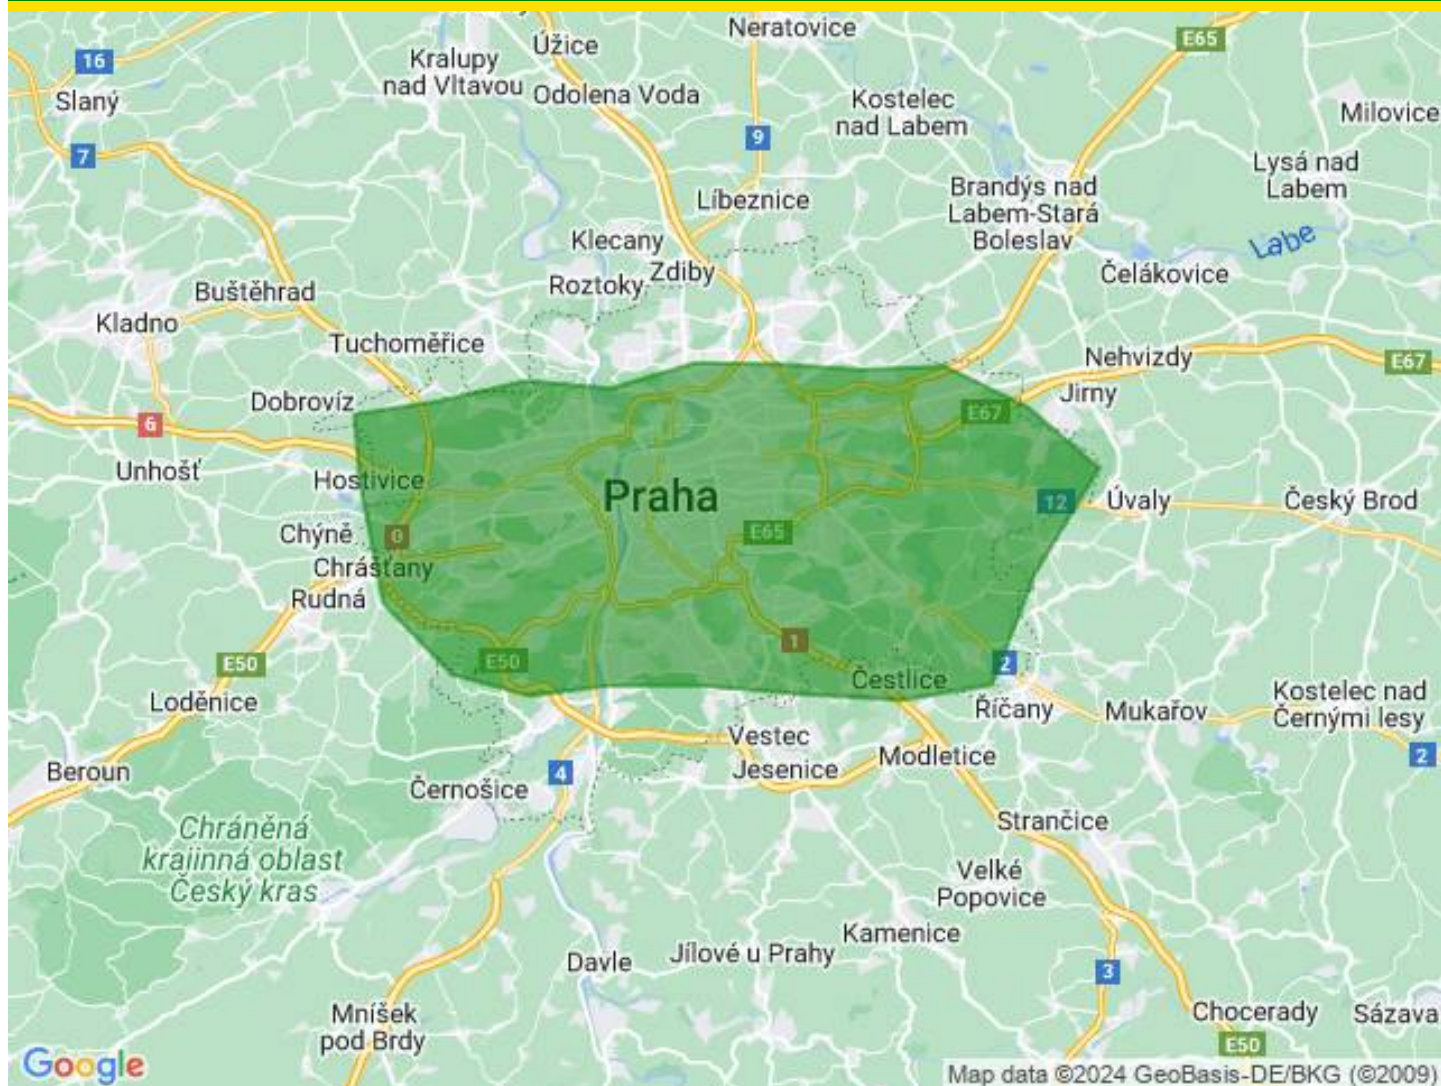 Neratovice
E65
Úžice
Kralupy
nad Vltavou
16
Slaný
Odolena Voda
Kostelec
nad Labem
Milovice
9
7
Lysá nad
Labem
Brandýs nad
Labem-Stará
Boleslav
Líbeznice
Klecany
Labe
Zdiby
Roztoky
Čelákovice
Buštěhrad
Kladno
Tuchoměřice
Nehvizdy
E67
Jirny
Dobrovíz
E67
6
Unhošť
Hostivice
Praha
12
Úvaly
Český Brod
Chýně
0
E65
Chrášťany
Rudná
1
E50
E50
2
Čestlice
Loděnice
Říčany
Mukařov
Kostelec nad
Černými lesy
Vestec
Modletice
2
Beroun
4
Jesenice
Černošice
Chráněná
krajinná oblast
Český kras
Strančice
Velké
Popovice
Kamenice
Jílové u Prahy
Davle
3
Mníšek
pod Brdy
Chocerady
Sázava
E50
Google
Map data ©2024 GeoBasis-DE/BKG (©2009)